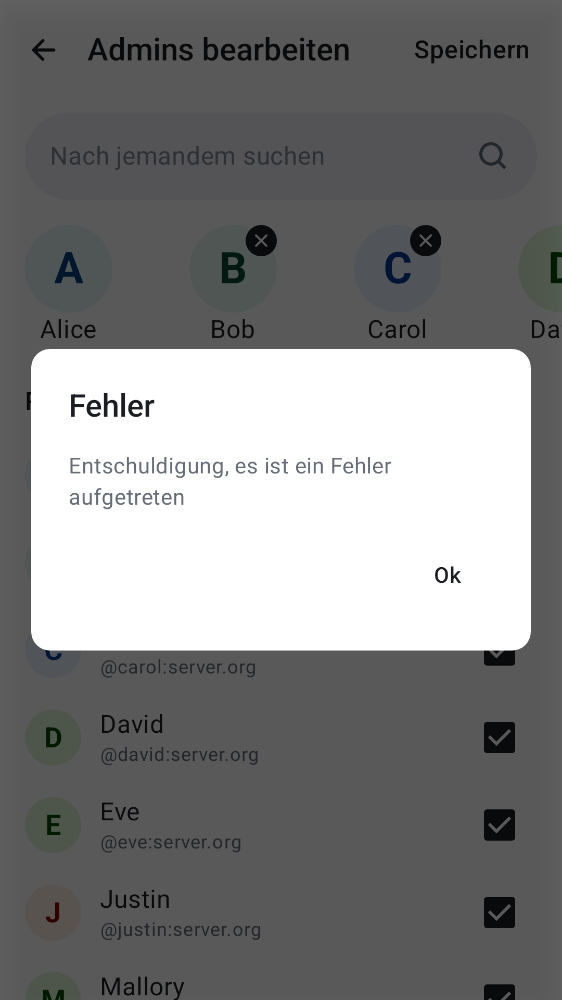 Admins bearbeiten
Speichern
Nach jemandem suchen
A
B
C
Alice
Bob
Carol
Da
Fehler
Entschuldigung, es ist ein Fehler
aufgetreten
Ok
@carol:server.org
D
David
@david:server.org
E
Eve
@eve:server.org
J
Justin
@justin:server.org
M
Mallory